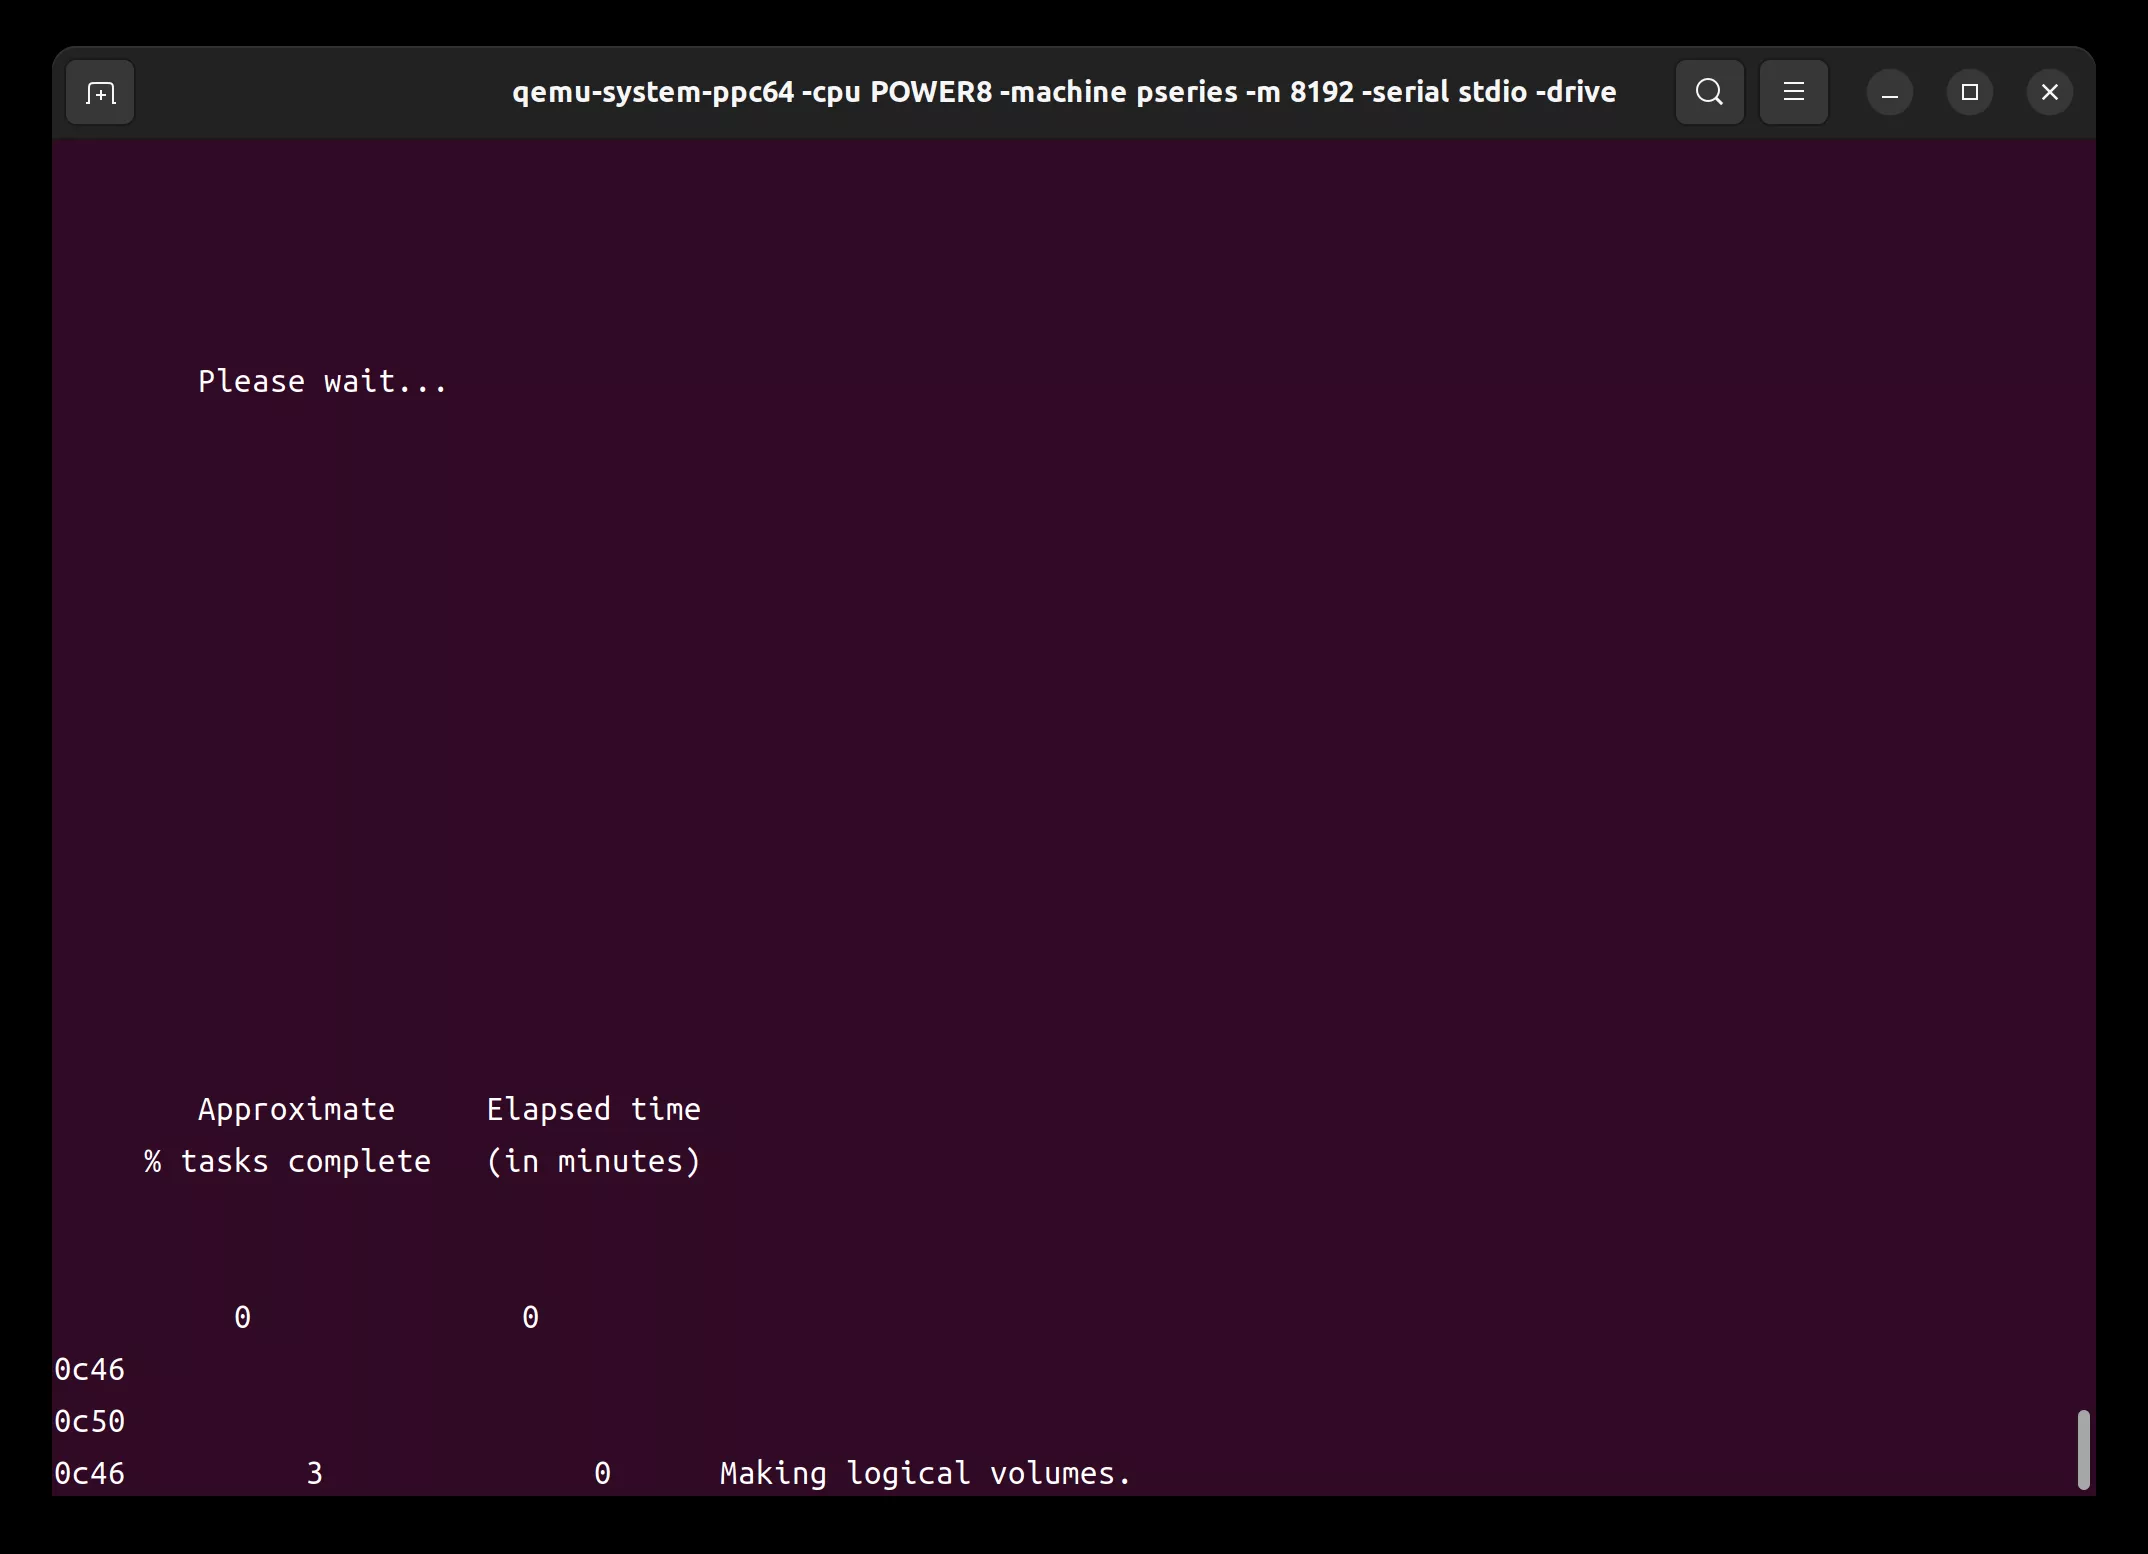 qemu-system-ppc64 -cpu POWER8 -machine pseries -m 8192 -serial stdio -drive
Please wait...
Approximate     Elapsed time
% tasks complete   (in minutes)
0                0
0c46
0c50
0c46          3               0      Making logical volumes.